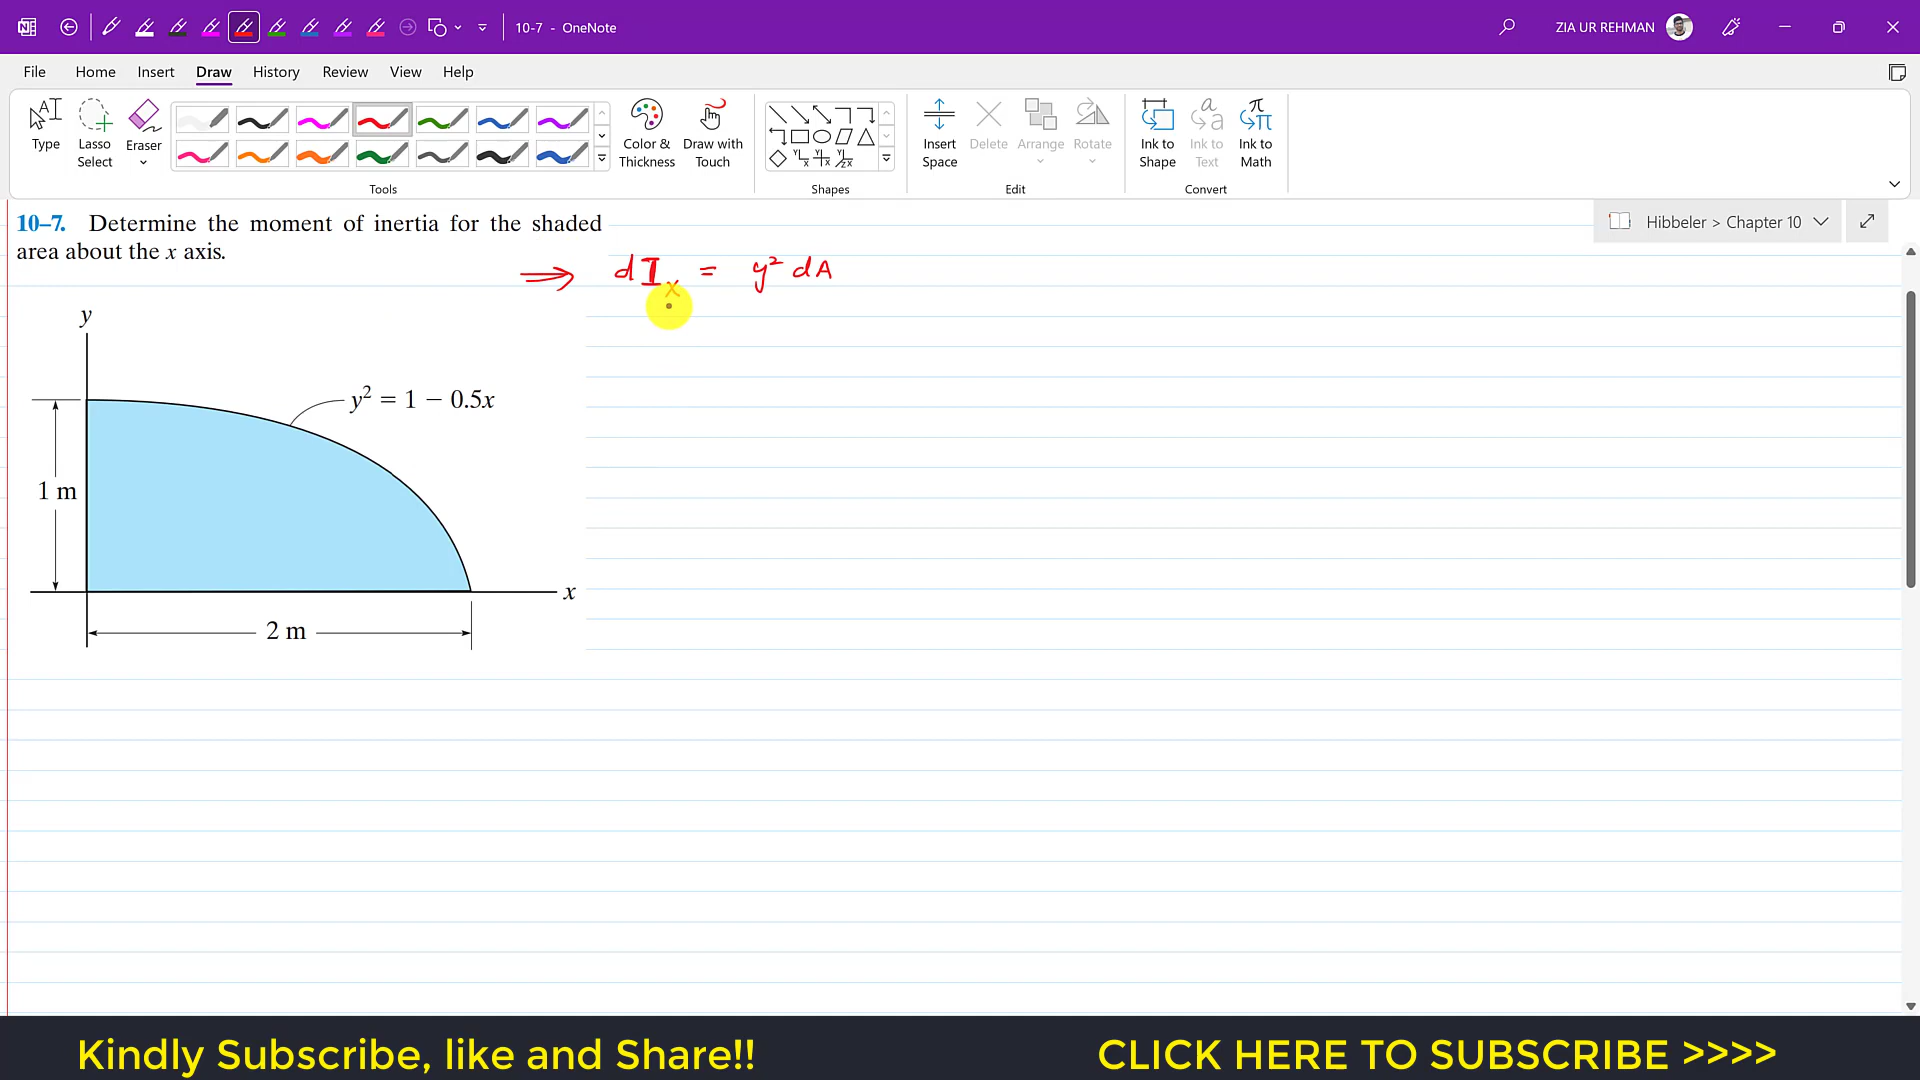 10-7 - OneNote
ZIA UR REHMAN
File Home Insert Draw History Review View Help
Type
Lasso Select
Eraser
Color & Thickness
Draw with Touch
Insert Space
Delete
Arrange
Rotate
Ink to Shape
Ink to Text
Ink to Math
Tools
Shapes
Edit
Convert
Hibbeler > Chapter 10
10–7. Determine the moment of inertia for the shaded
area about the x axis.
⇒ dIₓ = y² dA
y
y² = 1 − 0.5x
1 m
x
2 m
Kindly Subscribe, like and Share!!
CLICK HERE TO SUBSCRIBE >>>>